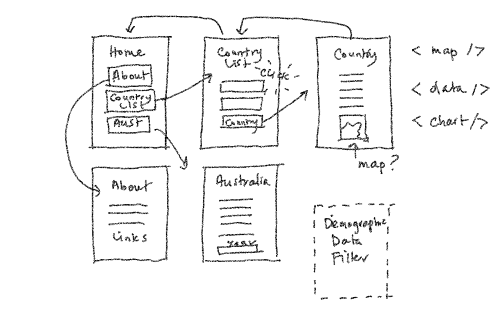 Home
About
Country
List
Aust
Country
List
CLICK
Country
Country
< map />
< data />
< chart />
map?
About
Links
Australia
Year
Demographic
Data
Filter